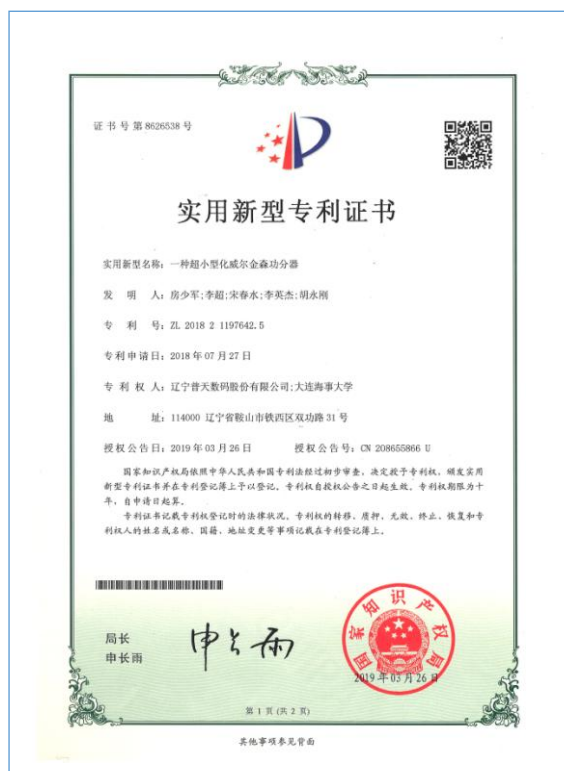 证书号第8626538号
实用新型专利证书
实用新型名称：一种超小型化威尔金森功分器
发 明 人：房少军;李超;宋春水;李英杰;胡永刚
专 利 号：ZL 2018 2 1197642.5
专利申请日：2018年07月27日
专 利 权 人：辽宁普天数码股份有限公司;大连海事大学
地 址：114000 辽宁省鞍山市铁西区双功路31号
授权公告日：2019年03月26日 授权公告号：CN 208655866 U
国家知识产权局依照中华人民共和国专利法经过初步审查，决定授予专利权，颁发实用
新型专利证书并在专利登记簿上予以登记。专利权自授权公告之日起生效。专利权期限为十
年，自申请日起算。
专利证书记载专利权登记时的法律状况。专利权的转移、质押、无效、终止、恢复和专
利权人的姓名或名称、国籍、地址变更等事项记载在专利登记簿上。
局长
申长雨
申长雨
国家知识产权局
2019年03月26日
第 1 页 (共 2 页)
其他事项参见背面